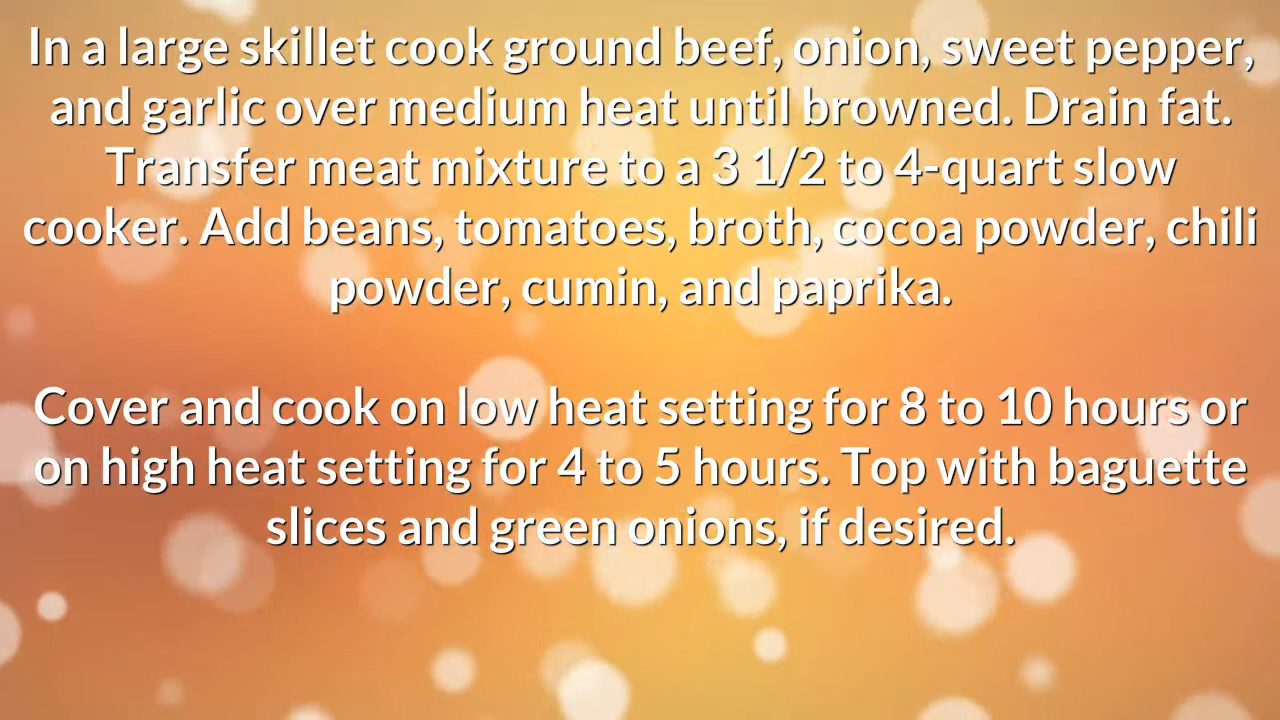 In a large skillet cook ground beef, onion, sweet pepper,
and garlic over medium heat until browned. Drain fat.
Transfer meat mixture to a 3 1/2 to 4-quart slow
cooker. Add beans, tomatoes, broth, cocoa powder, chili
powder, cumin, and paprika.
Cover and cook on low heat setting for 8 to 10 hours or
on high heat setting for 4 to 5 hours. Top with baguette
slices and green onions, if desired.